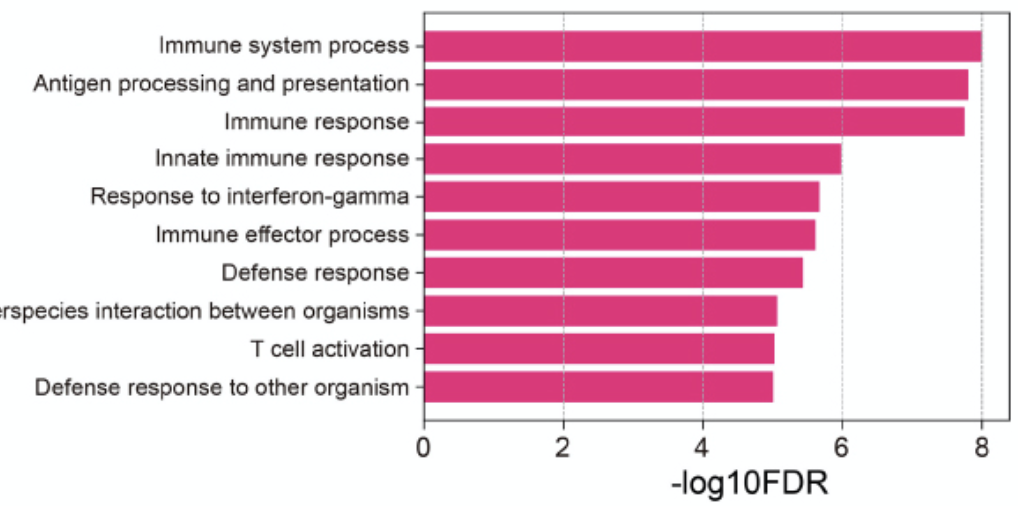 Immune system process
Antigen processing and presentation
Immune response
Innate immune response
Response to interferon-gamma
Immune effector process
Defense response
interaction between organisms
T cell activation
Defense response to other organism
0 2 4 6 8
-log10FDR